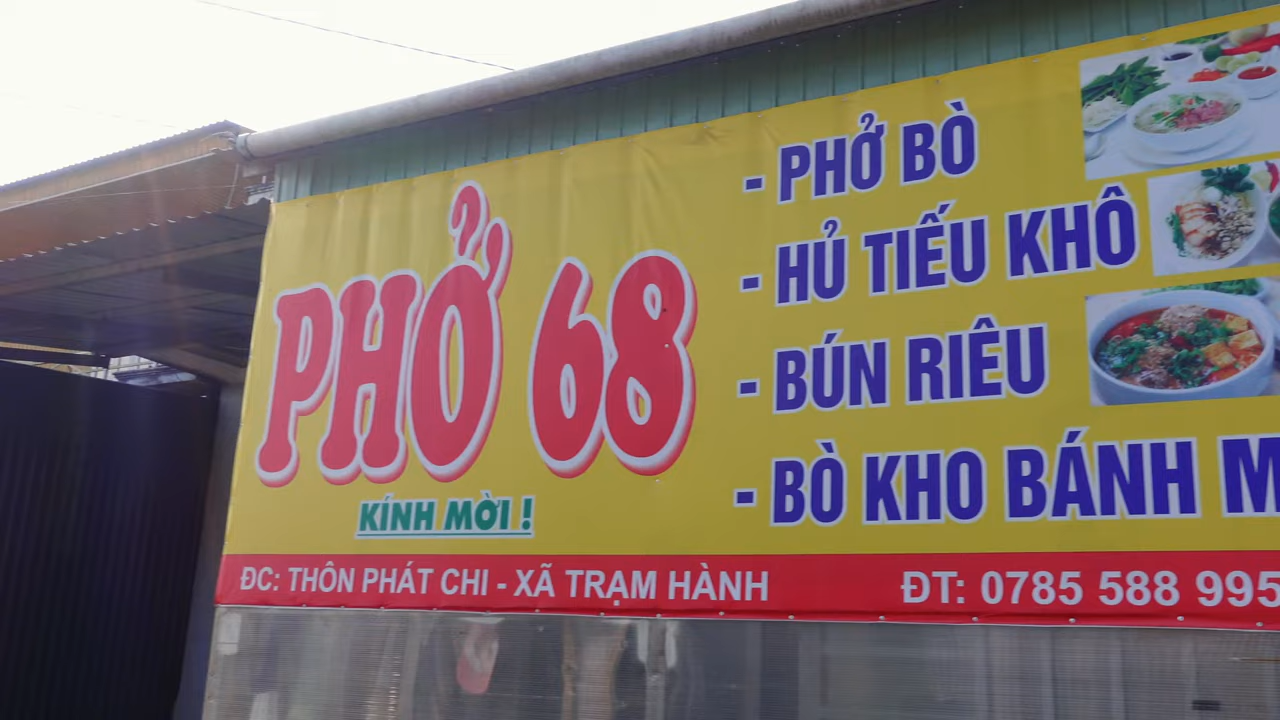 PHỞ 68
KÍNH MỜI !
- PHỞ BÒ
- HỦ TIẾU KHÔ
- BÚN RIÊU
- BÒ KHO BÁNH
ĐC: THÔN PHÁT CHI - XÃ TRẠM HÀNH
ĐT: 0785 588 995